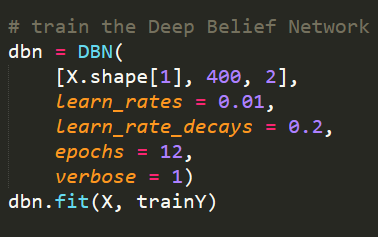 # train the Deep Belief Network
dbn = DBN(
    [X.shape[1], 400, 2],
    learn_rates = 0.01,
    learn_rate_decays = 0.2,
    epochs = 12,
    verbose = 1)
dbn.fit(X, trainY)